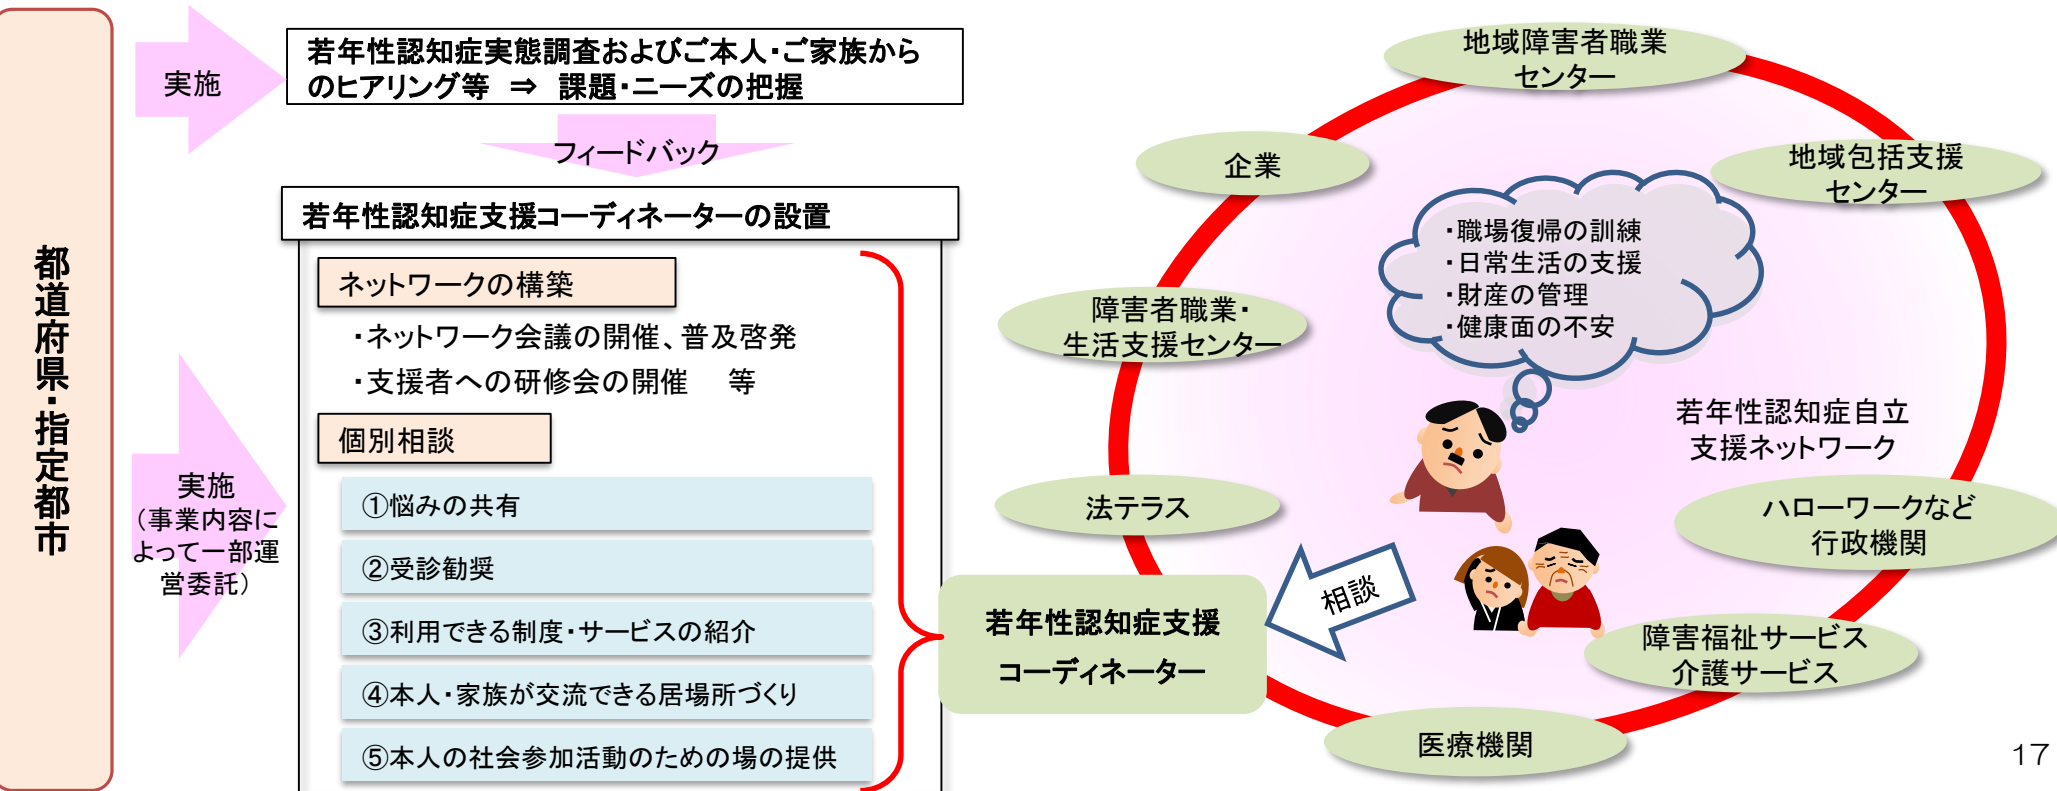 都道府県・指定都市
実施
若年性認知症実態調査およびご本人・ご家族から
のヒアリング等 ⇒ 課題・ニーズの把握
フィードバック
若年性認知症支援コーディネーターの設置
ネットワークの構築
・ネットワーク会議の開催、普及啓発
・支援者への研修会の開催　等
個別相談
①悩みの共有
②受診勧奨
③利用できる制度・サービスの紹介
④本人・家族が交流できる居場所づくり
⑤本人の社会参加活動のための場の提供
実施
（事業内容に
よって一部運
営委託）
若年性認知症支援
コーディネーター
相談
地域障害者職業
センター
企業
地域包括支援
センター
・職場復帰の訓練
・日常生活の支援
・財産の管理
・健康面の不安
障害者職業・
生活支援センター
若年性認知症自立
支援ネットワーク
法テラス
ハローワークなど
行政機関
障害福祉サービス
介護サービス
医療機関
17